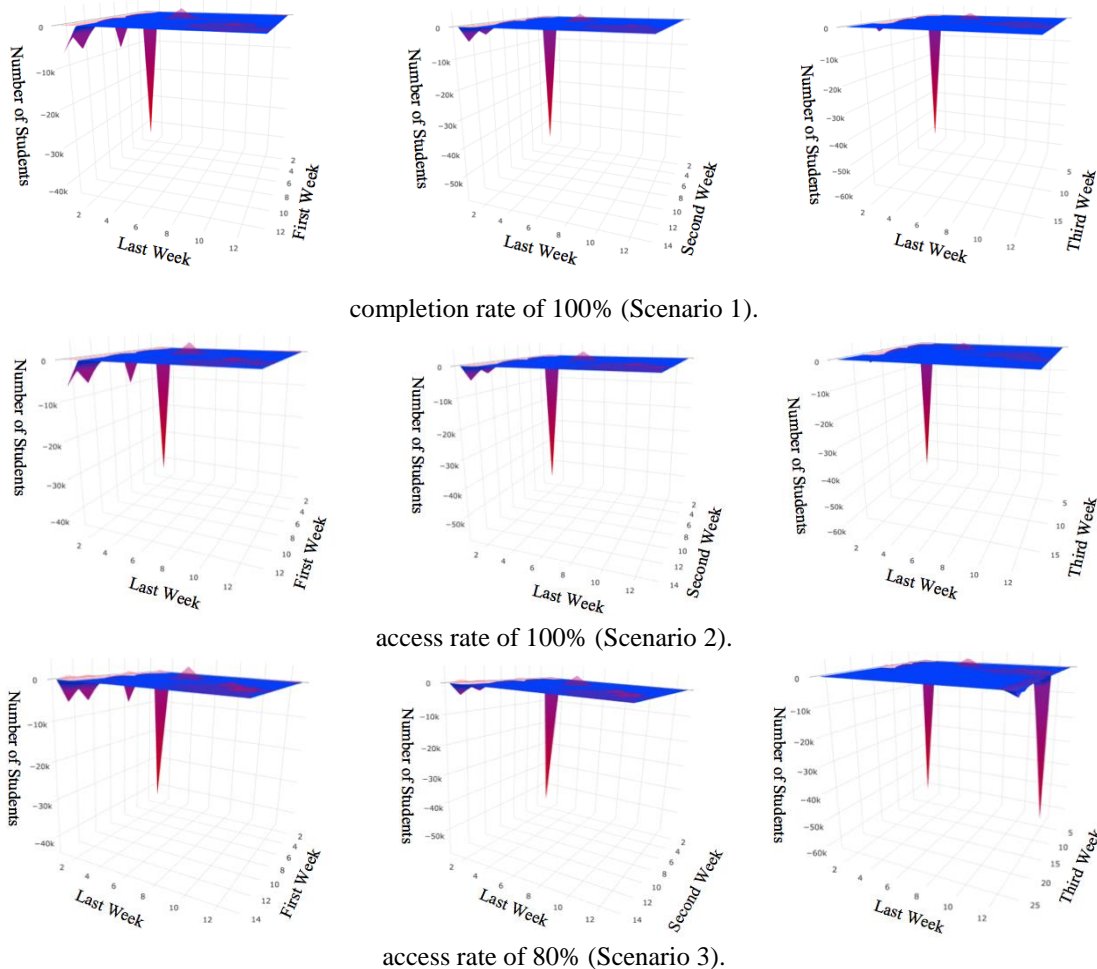 0
−10k
−20k
−30k
−40k
Number of Students
2
4
6
8
10
12
Last Week
2
4
6
8
10
12
First Week
0
−10k
−20k
−30k
−40k
−50k
Number of Students
2
4
6
8
10
12
14
Last Week
2
4
6
8
10
12
Second Week
0
−10k
−20k
−30k
−40k
−50k
−60k
Number of Students
2
4
6
8
10
12
Last Week
5
10
15
Third Week
completion rate of 100% (Scenario 1).
0
−10k
−20k
−30k
−40k
Number of Students
2
4
6
8
10
12
Last Week
2
4
6
8
10
12
First Week
0
−10k
−20k
−30k
−40k
−50k
Number of Students
2
4
6
8
10
12
14
Last Week
2
4
6
8
10
12
Second Week
0
−10k
−20k
−30k
−40k
−50k
−60k
Number of Students
2
4
6
8
10
12
Last Week
5
10
15
Third Week
access rate of 100% (Scenario 2).
0
−10k
−20k
−30k
−40k
Number of Students
2
4
6
8
10
12
14
Last Week
2
4
6
8
10
12
First Week
0
−10k
−20k
−30k
−40k
−50k
Number of Students
2
4
6
8
10
12
14
Last Week
2
4
6
8
10
12
Second Week
0
−10k
−20k
−30k
−40k
−50k
−60k
Number of Students
2
4
6
8
10
12
Last Week
5
10
15
20
25
Third Week
access rate of 80% (Scenario 3).